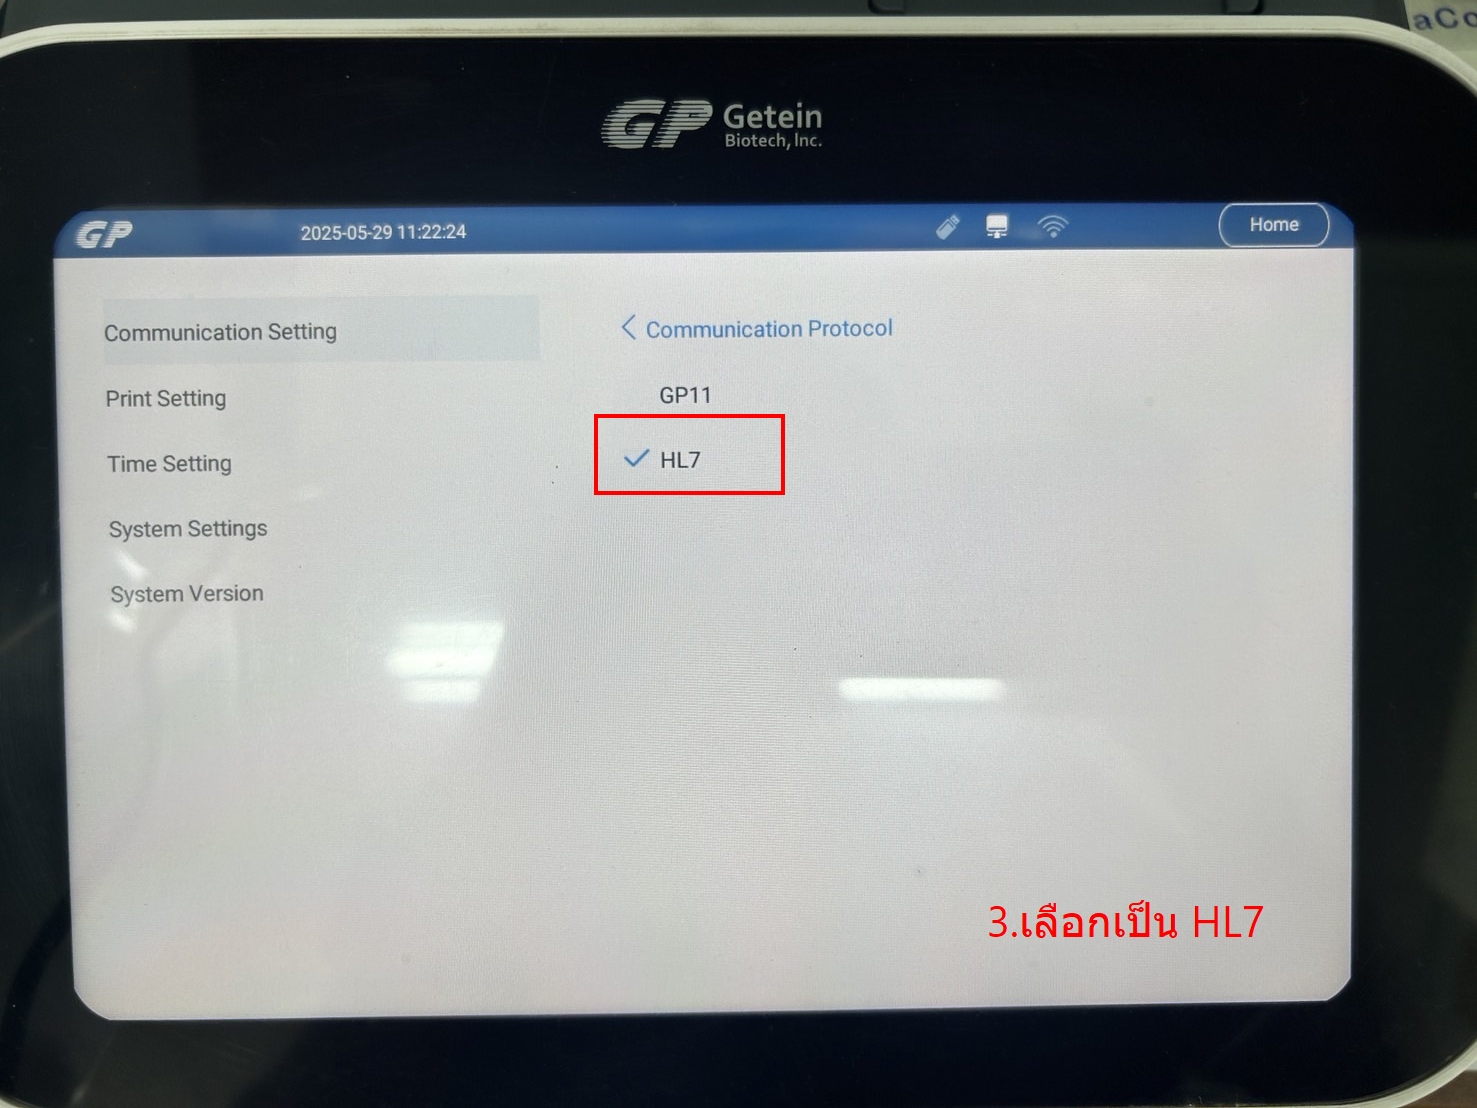 aCo
GP Getein
Biotech, Inc.
GP
2025-05-29 11:22:24
Home
Communication Setting
Communication Protocol
Print Setting
GP11
Time Setting
HL7
System Settings
System Version
3.เลือกเป็น HL7